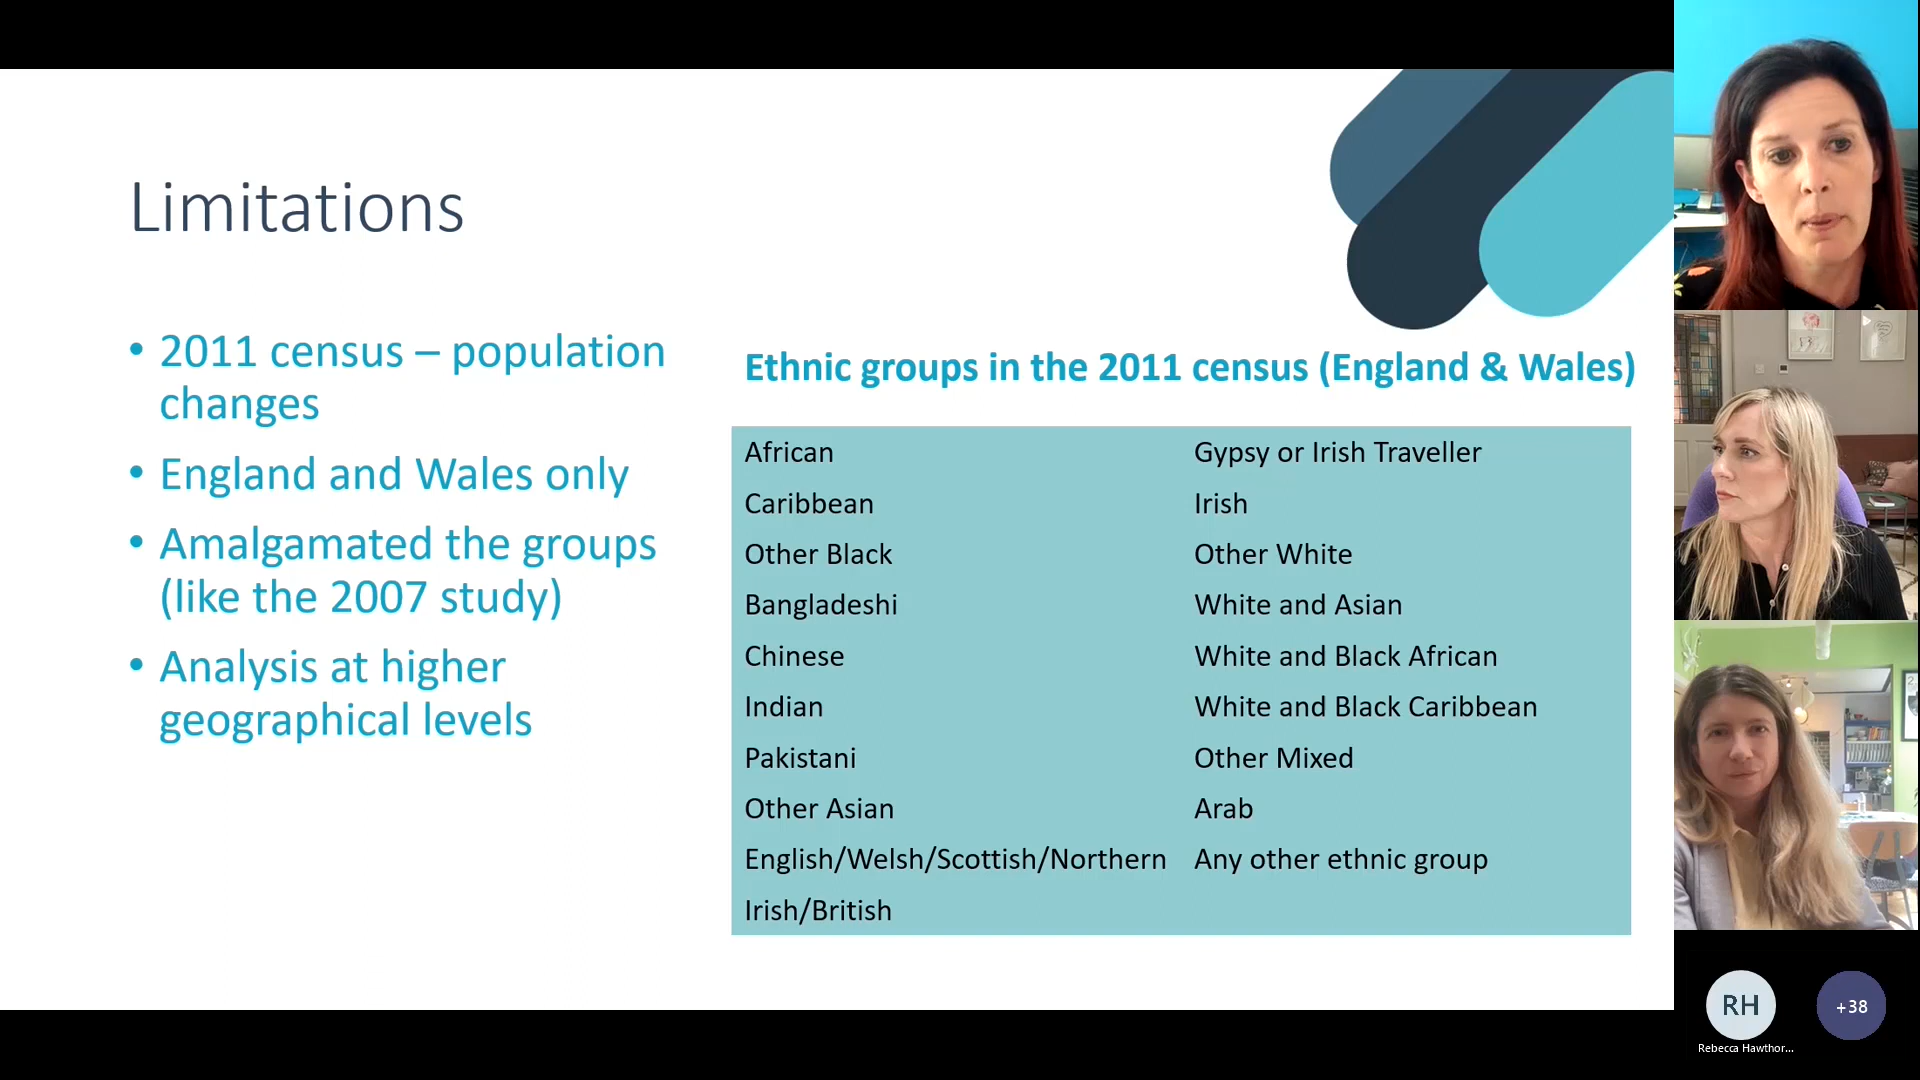 Limitations
• 2011 census – population
changes
• England and Wales only
• Amalgamated the groups
(like the 2007 study)
• Analysis at higher
geographical levels
Ethnic groups in the 2011 census (England & Wales)
African
Caribbean
Other Black
Bangladeshi
Chinese
Indian
Pakistani
Other Asian
English/Welsh/Scottish/Northern
Irish/British
Gypsy or Irish Traveller
Irish
Other White
White and Asian
White and Black African
White and Black Caribbean
Other Mixed
Arab
Any other ethnic group
RH
+38
Rebecca Hawthor...